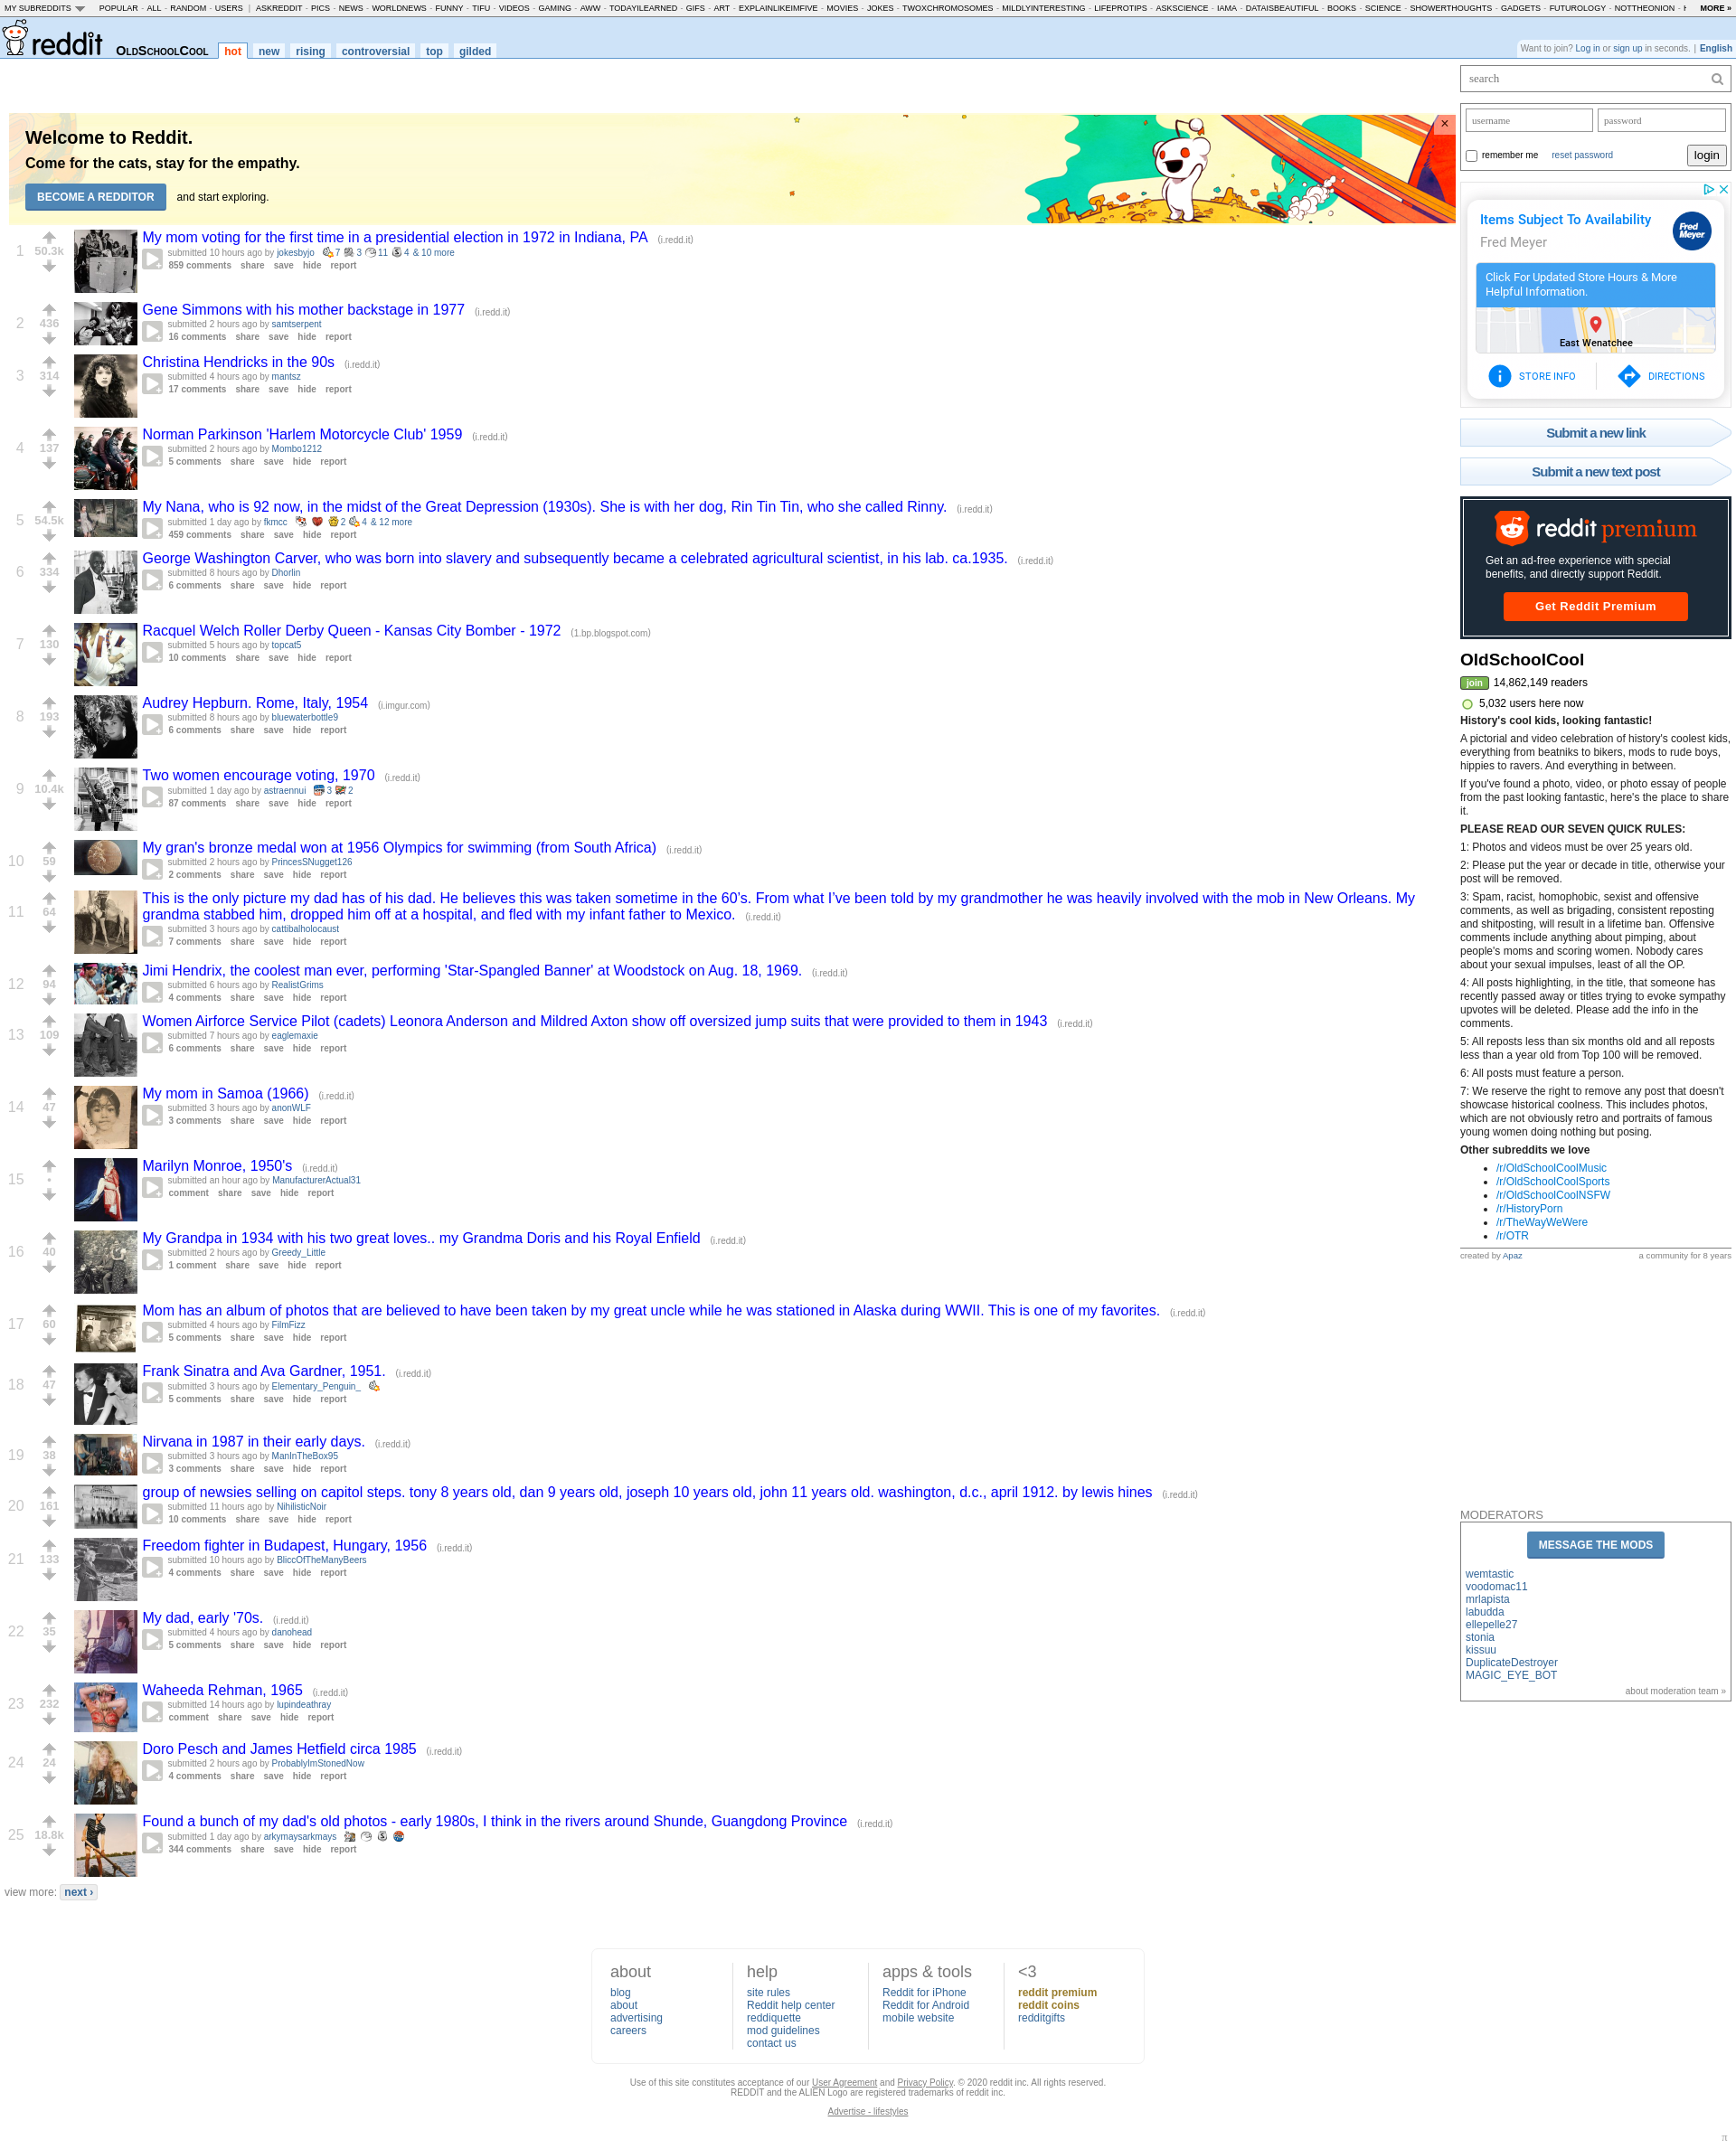 MY SUBREDDITS POPULAR - ALL - RANDOM - USERS | ASKREDDIT - PICS - NEWS - WORLDNEWS - FUNNY - TIFU - VIDEOS - GAMING - AWW - TODAYILEARNED - GIFS - ART - EXPLAINLIKEIMFIVE - MOVIES - JOKES - TWOXCHROMOSOMES - MILDLYINTERESTING - LIFEPROTIPS - ASKSCIENCE - IAMA - DATAISBEAUTIFUL - BOOKS - SCIENCE - SHOWERTHOUGHTS - GADGETS - FUTUROLOGY - NOTTHEONION - MORE »
reddit OLDSCHOOLCOOL hot new rising controversial top gilded
Want to join? Log in or sign up in seconds. | English
Welcome to Reddit.
Come for the cats, stay for the empathy.
BECOME A REDDITOR and start exploring.
×
1 50.3k My mom voting for the first time in a presidential election in 1972 in Indiana, PA (i.redd.it)
submitted 10 hours ago by jokesbyjo 7 3 11 4 & 10 more
859 comments share save hide report
2 436 Gene Simmons with his mother backstage in 1977 (i.redd.it)
submitted 2 hours ago by samtserpent
16 comments share save hide report
3 314 Christina Hendricks in the 90s (i.redd.it)
submitted 4 hours ago by mantsz
17 comments share save hide report
4 137 Norman Parkinson 'Harlem Motorcycle Club' 1959 (i.redd.it)
submitted 2 hours ago by Mombo1212
5 comments share save hide report
5 54.5k My Nana, who is 92 now, in the midst of the Great Depression (1930s). She is with her dog, Rin Tin Tin, who she called Rinny. (i.redd.it)
submitted 1 day ago by fkmcc 2 4 & 12 more
459 comments share save hide report
6 334 George Washington Carver, who was born into slavery and subsequently became a celebrated agricultural scientist, in his lab. ca.1935. (i.redd.it)
submitted 8 hours ago by Dhorlin
6 comments share save hide report
7 130 Racquel Welch Roller Derby Queen - Kansas City Bomber - 1972 (1.bp.blogspot.com)
submitted 5 hours ago by topcat5
10 comments share save hide report
8 193 Audrey Hepburn. Rome, Italy, 1954 (i.imgur.com)
submitted 8 hours ago by bluewaterbottle9
6 comments share save hide report
9 10.4k Two women encourage voting, 1970 (i.redd.it)
submitted 1 day ago by astraennui 3 2
87 comments share save hide report
10 59 My gran's bronze medal won at 1956 Olympics for swimming (from South Africa) (i.redd.it)
submitted 2 hours ago by PrincesSNugget126
2 comments share save hide report
11 64 This is the only picture my dad has of his dad. He believes this was taken sometime in the 60's. From what I've been told by my grandmother he was heavily involved with the mob in New Orleans. My
grandma stabbed him, dropped him off at a hospital, and fled with my infant father to Mexico. (i.redd.it)
submitted 3 hours ago by cattibalholocaust
7 comments share save hide report
12 94 Jimi Hendrix, the coolest man ever, performing 'Star-Spangled Banner' at Woodstock on Aug. 18, 1969. (i.redd.it)
submitted 6 hours ago by RealistGrims
4 comments share save hide report
13 109 Women Airforce Service Pilot (cadets) Leonora Anderson and Mildred Axton show off oversized jump suits that were provided to them in 1943 (i.redd.it)
submitted 7 hours ago by eaglemaxie
6 comments share save hide report
14 47 My mom in Samoa (1966) (i.redd.it)
submitted 3 hours ago by anonWLF
3 comments share save hide report
15 • Marilyn Monroe, 1950's (i.redd.it)
submitted an hour ago by ManufacturerActual31
comment share save hide report
16 40 My Grandpa in 1934 with his two great loves.. my Grandma Doris and his Royal Enfield (i.redd.it)
submitted 2 hours ago by Greedy_Little
1 comment share save hide report
17 60 Mom has an album of photos that are believed to have been taken by my great uncle while he was stationed in Alaska during WWII. This is one of my favorites. (i.redd.it)
submitted 4 hours ago by FilmFizz
5 comments share save hide report
18 47 Frank Sinatra and Ava Gardner, 1951. (i.redd.it)
submitted 3 hours ago by Elementary_Penguin_
5 comments share save hide report
19 38 Nirvana in 1987 in their early days. (i.redd.it)
submitted 3 hours ago by ManInTheBox95
3 comments share save hide report
20 161 group of newsies selling on capitol steps. tony 8 years old, dan 9 years old, joseph 10 years old, john 11 years old. washington, d.c., april 1912. by lewis hines (i.redd.it)
submitted 11 hours ago by NihilisticNoir
10 comments share save hide report
21 133 Freedom fighter in Budapest, Hungary, 1956 (i.redd.it)
submitted 10 hours ago by BliccOfTheManyBeers
4 comments share save hide report
22 35 My dad, early '70s. (i.redd.it)
submitted 4 hours ago by danohead
5 comments share save hide report
23 232 Waheeda Rehman, 1965 (i.redd.it)
submitted 14 hours ago by lupindeathray
comment share save hide report
24 24 Doro Pesch and James Hetfield circa 1985 (i.redd.it)
submitted 2 hours ago by ProbablyImStonedNow
4 comments share save hide report
25 18.8k Found a bunch of my dad's old photos - early 1980s, I think in the rivers around Shunde, Guangdong Province (i.redd.it)
submitted 1 day ago by arkymaysarkmays
344 comments share save hide report
view more: next ›
search
username password
remember me reset password login
Items Subject To Availability
Fred Meyer
Fred Meyer
Click For Updated Store Hours & More
Helpful Information.
East Wenatchee
STORE INFO DIRECTIONS
Submit a new link
Submit a new text post
reddit premium
Get an ad-free experience with special
benefits, and directly support Reddit.
Get Reddit Premium
OldSchoolCool
join 14,862,149 readers
5,032 users here now
History's cool kids, looking fantastic!
A pictorial and video celebration of history's coolest kids,
everything from beatniks to bikers, mods to rude boys,
hippies to ravers. And everything in between.
If you've found a photo, video, or photo essay of people
from the past looking fantastic, here's the place to share
it.
PLEASE READ OUR SEVEN QUICK RULES:
1: Photos and videos must be over 25 years old.
2: Please put the year or decade in title, otherwise your
post will be removed.
3: Spam, racist, homophobic, sexist and offensive
comments, as well as brigading, consistent reposting
and shitposting, will result in a lifetime ban. Offensive
comments include anything about pimping, about
people's moms and scoring women. Nobody cares
about your sexual impulses, least of all the OP.
4: All posts highlighting, in the title, that someone has
recently passed away or titles trying to evoke sympathy
upvotes will be deleted. Please add the info in the
comments.
5: All reposts less than six months old and all reposts
less than a year old from Top 100 will be removed.
6: All posts must feature a person.
7: We reserve the right to remove any post that doesn't
showcase historical coolness. This includes photos,
which are not obviously retro and portraits of famous
young women doing nothing but posing.
Other subreddits we love
• /r/OldSchoolCoolMusic
• /r/OldSchoolCoolSports
• /r/OldSchoolCoolNSFW
• /r/HistoryPorn
• /r/TheWayWeWere
• /r/OTR
created by Apaz a community for 8 years
MODERATORS
MESSAGE THE MODS
wemtastic
voodomac11
mrlapista
labudda
ellepelle27
stonia
kissuu
DuplicateDestroyer
MAGIC_EYE_BOT
about moderation team »
about
blog
about
advertising
careers
help
site rules
Reddit help center
reddiquette
mod guidelines
contact us
apps & tools
Reddit for iPhone
Reddit for Android
mobile website
<3
reddit premium
reddit coins
redditgifts
Use of this site constitutes acceptance of our User Agreement and Privacy Policy. © 2020 reddit inc. All rights reserved.
REDDIT and the ALIEN Logo are registered trademarks of reddit inc.
Advertise - lifestyles
π